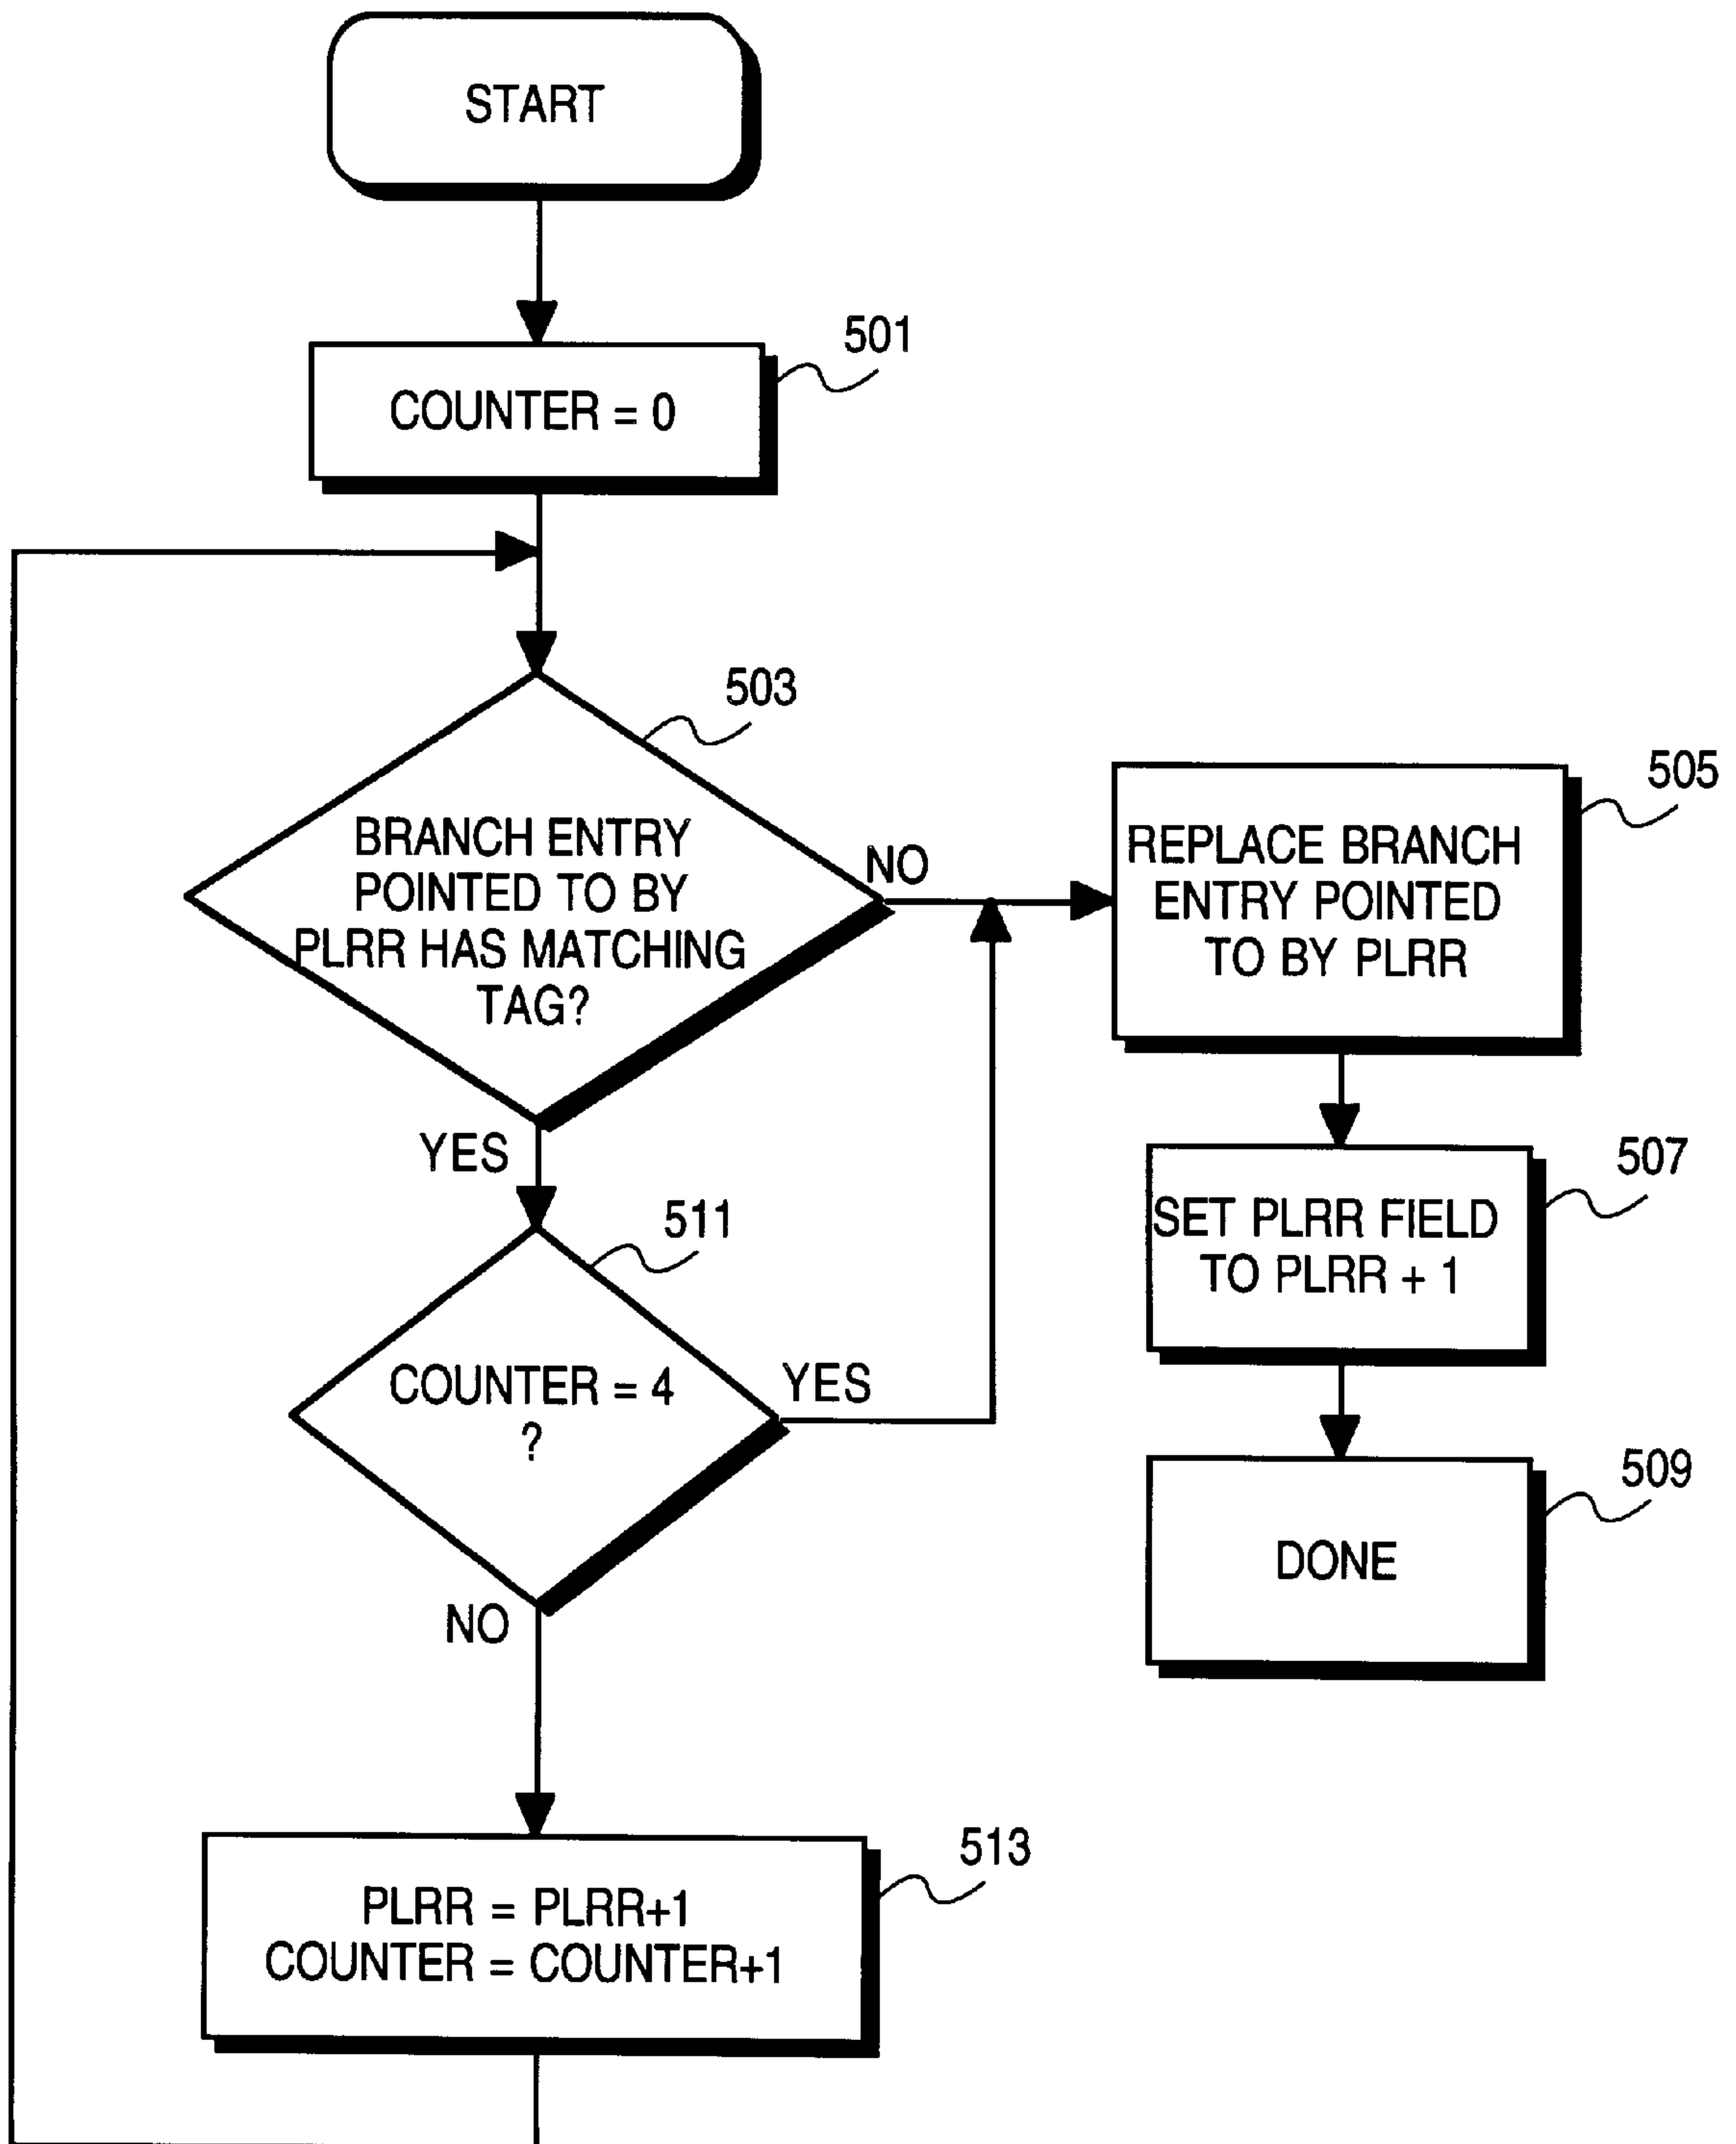 START
501
COUNTER = 0
503
BRANCH ENTRY
POINTED TO BY
PLRR HAS MATCHING
TAG?
NO
505
REPLACE BRANCH
ENTRY POINTED
TO BY PLRR
YES
507
SET PLRR FIELD
TO PLRR + 1
511
COUNTER = 4
?
YES
509
DONE
NO
513
PLRR = PLRR+1
COUNTER = COUNTER+1